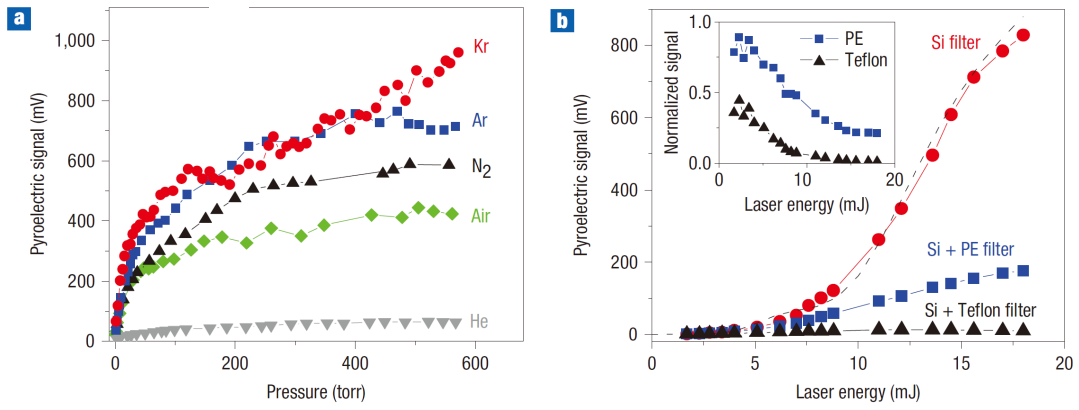 a
1,000
800
600
400
200
0
0
200
400
600
Pyroelectric signal (mV)
Pressure (torr)
Kr
Ar
N2
Air
He
b
800
600
400
200
0
0
5
10
15
20
Pyroelectric signal (mV)
Laser energy (mJ)
Si filter
Si + PE filter
Si + Teflon filter
1.0
0.5
0.0
0
10
20
Normalized signal
Laser energy (mJ)
PE
Teflon